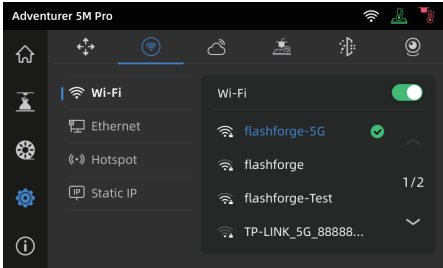 Adventurer 5M Pro
Wi-Fi
Ethernet
Hotspot
IP Static IP
Wi-Fi
flashforge-5G
flashforge
flashforge-Test
TP-LINK_5G_88888...
1/2